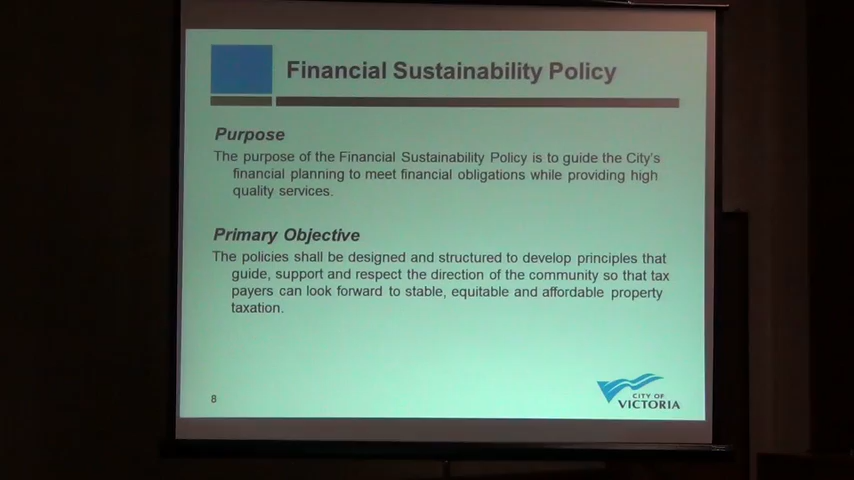 Financial Sustainability Policy
Purpose
The purpose of the Financial Sustainability Policy is to guide the City's
financial planning to meet financial obligations while providing high
quality services.
Primary Objective
The policies shall be designed and structured to develop principles that
guide, support and respect the direction of the community so that tax
payers can look forward to stable, equitable and affordable property
taxation.
8
CITY OF
VICTORIA